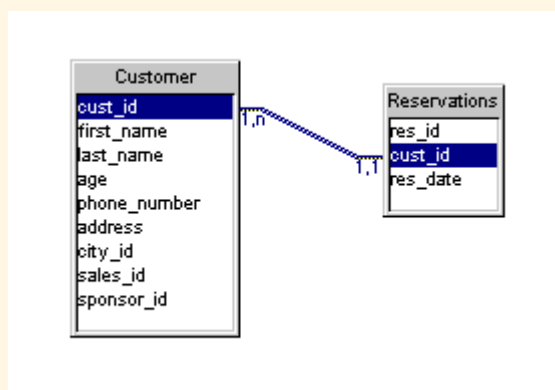 Customer
cust_id
first_name
last_name
age
phone_number
address
city_id
sales_id
sponsor_id
1,n
1,1
Reservations
res_id
cust_id
res_date